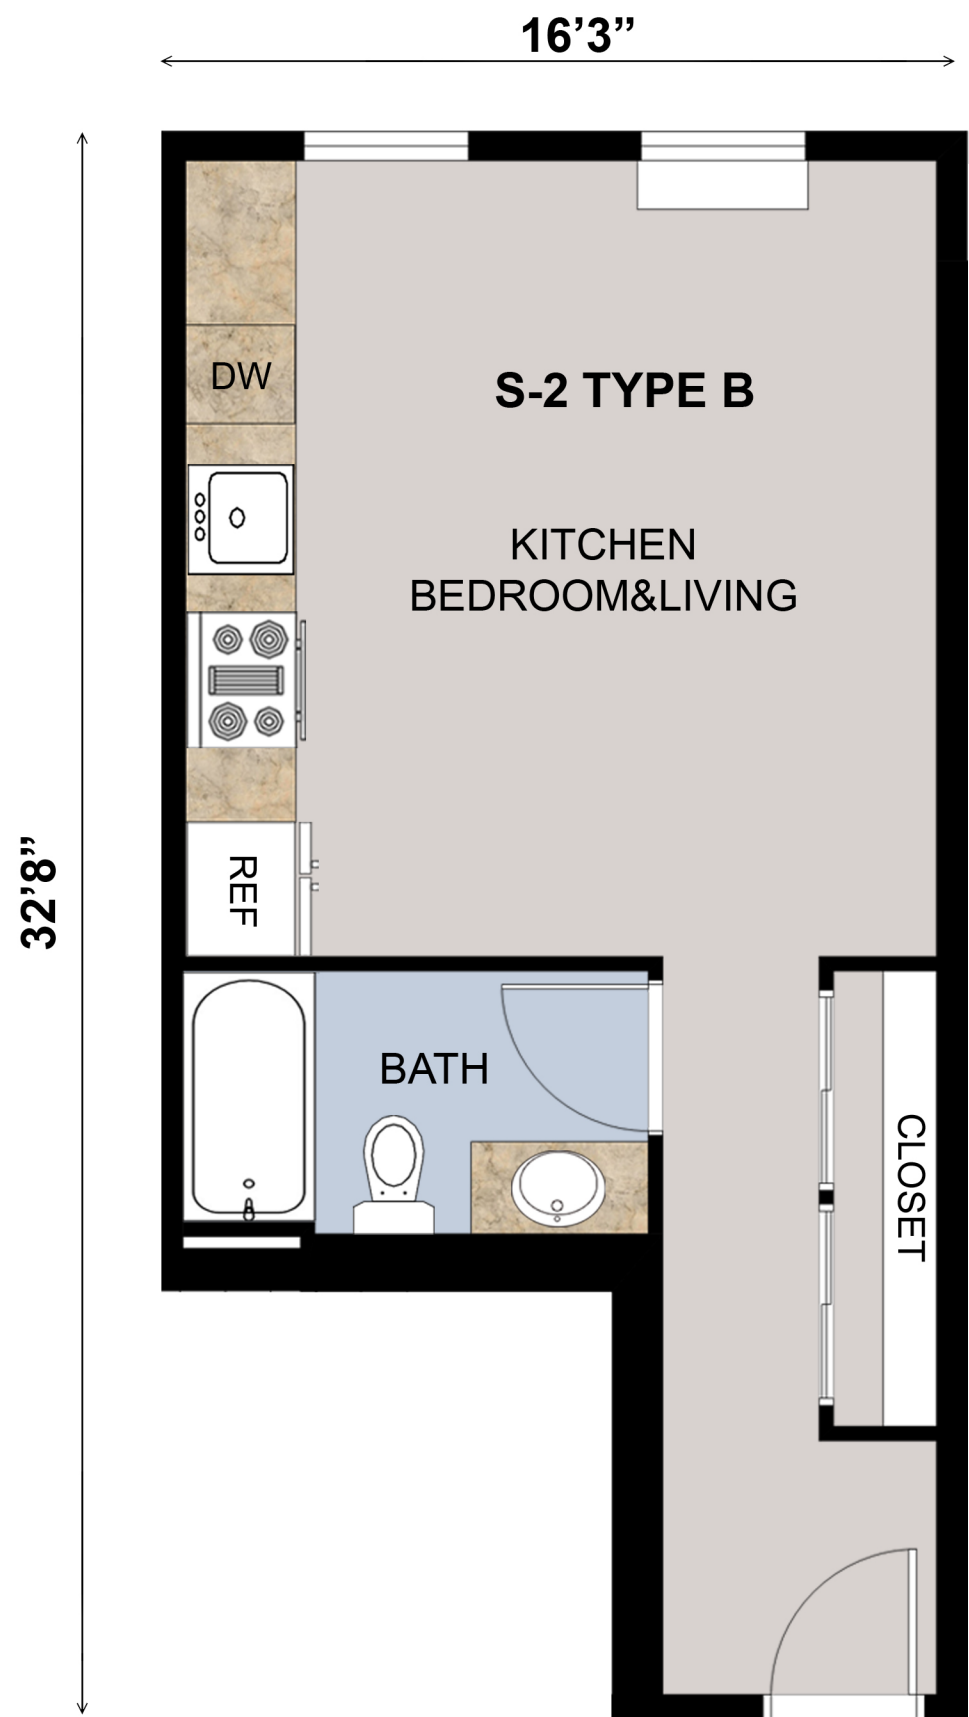 16’3”
32’8”
DW
S-2 TYPE B
KITCHEN
BEDROOM&LIVING
REF
BATH
CLOSET